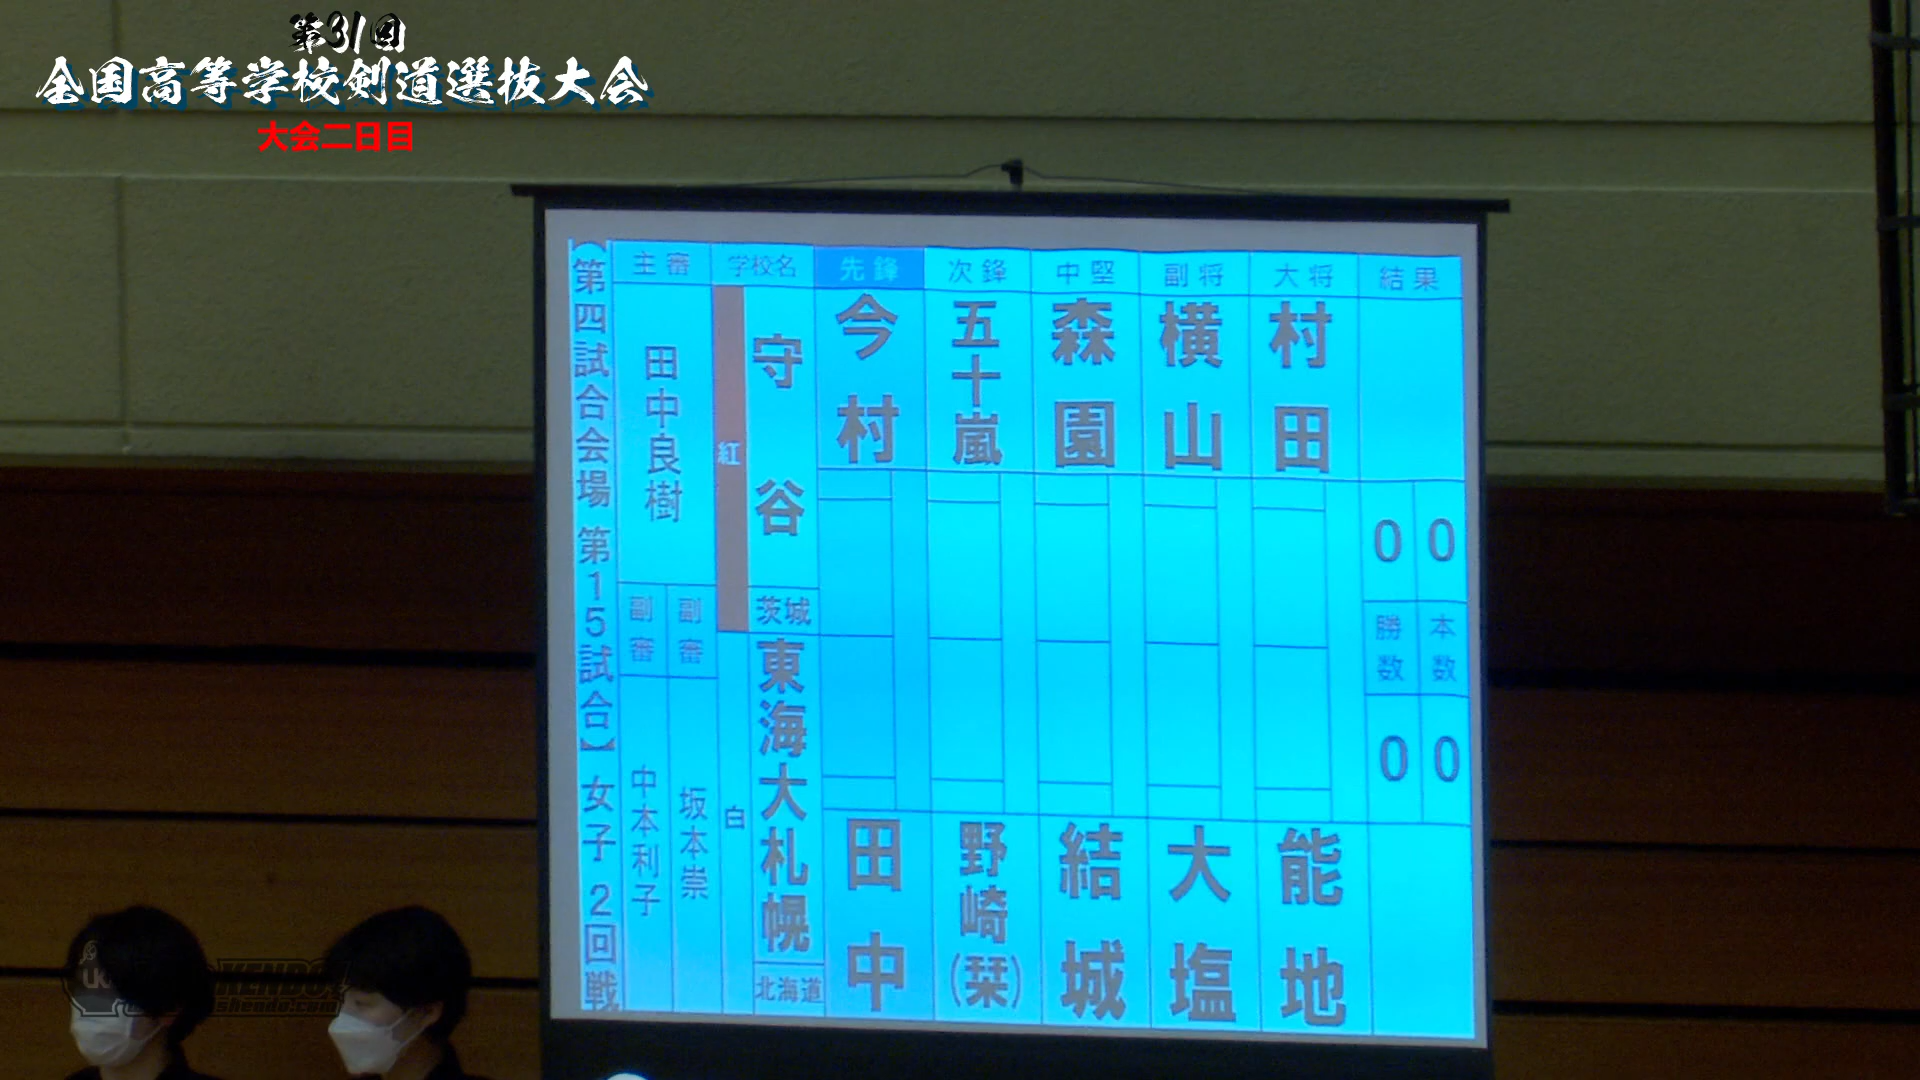 第31回
全国高等学校剣道選抜大会
大会二日目
【第四試合会場 第15試合】 女子 2回戦
主審
学校名
先鋒
次鋒
中堅
副将
大将
結果
田中良樹
紅
守谷
今村
五十嵐
森園
横山
村田
0 0
副審
副審
茨城
勝数
本数
0 0
中本利子
坂本崇
白
東海大札幌
北海道
田中
野崎(栞)
結城
大塩
能地